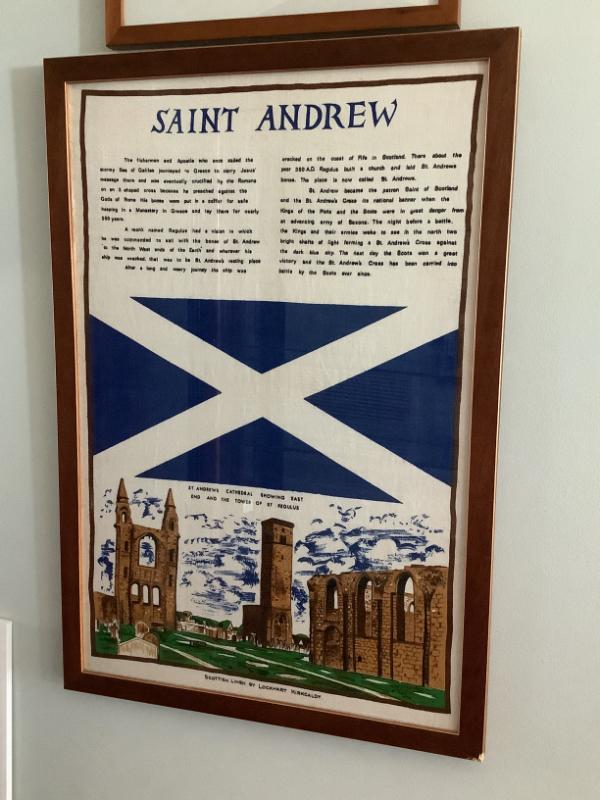 SAINT ANDREW
The fisherman and Apostle who once sailed the
stormy Sea of Galilee journeyed to Greece to carry Jesus'
message there and was eventually crucified by the Romans
on an X shaped cross because he preached against the
Gods of Rome. His bones were put in a coffin for safe
keeping in a Monastery in Greece and lay there for nearly
300 years.
A monk named Regulus had a vision in which
he was commanded to sail with the bones of St. Andrew
to the North West ends of the Earth and wherever his
ship was wrecked, that was to be St. Andrew's resting place
After a long and weary journey the ship was
wrecked on the coast of Fife in Scotland. There about the
year 390 A.D. Regulus built a church and laid St. Andrew's
bones. The place is now called St. Andrews.
St. Andrew became the patron Saint of Scotland
and the St. Andrew's Cross its national banner when the
Kings of the Picts and the Scots were in great danger from
an advancing army of Saxons. The night before a battle,
the Kings and their armies woke to see in the north two
bright shafts of light forming a St. Andrew's Cross against
the dark blue sky. The next day the Scots won a great
victory and the St. Andrew's Cross has been carried into
battle by the Scots ever since.
ST ANDREWS CATHEDRAL SHOWING EAST
END AND THE TOWER OF ST REGULUS
SCOTTISH LINEN BY LOCKHART KIRKCALDY